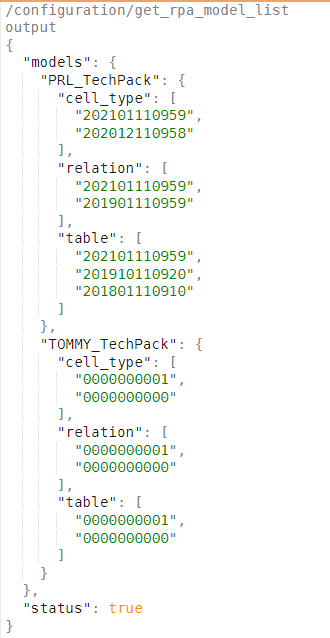 /configuration/get_rpa_model_list
output
{
  "models": {
    "PRL_TechPack": {
      "cell_type": [
        "202101110959",
        "202012110958"
      ],
      "relation": [
        "202101110959",
        "201901110959"
      ],
      "table": [
        "202101110959",
        "201910110920",
        "201801110910"
      ]
    },
    "TOMMY_TechPack": {
      "cell_type": [
        "0000000001",
        "0000000000"
      ],
      "relation": [
        "0000000001",
        "0000000000"
      ],
      "table": [
        "0000000001",
        "0000000000"
      ]
    }
  },
  "status": true
}